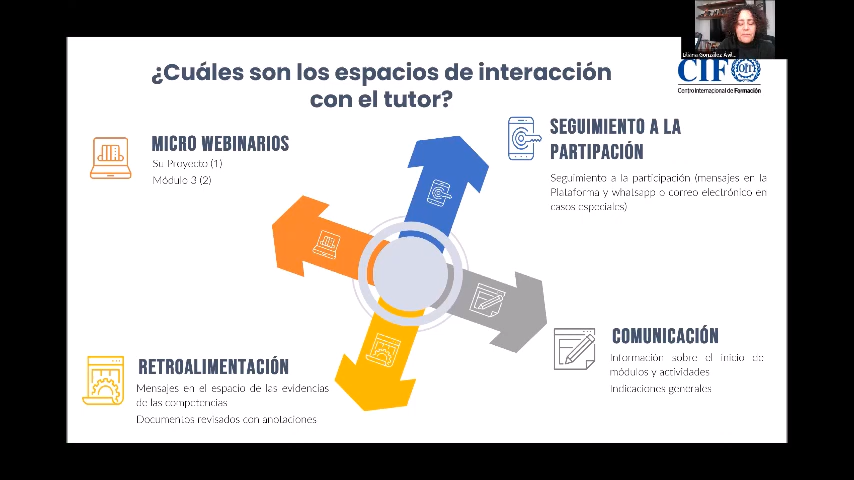 Liliana González Avil...
CIF
Centro Internacional de Formación
¿Cuáles son los espacios de interacción
con el tutor?
MICRO WEBINARIOS
Su Proyecto (1)
Módulo 3 (2)
SEGUIMIENTO A LA
PARTIPACIÓN
Seguimiento a la participación (mensajes en la
Plataforma y whatsapp o correo electrónico en
casos especiales)
RETROALIMENTACIÓN
Mensajes en el espacio de las evidencias
de las competencias
Documentos revisados con anotaciones
COMUNICACIÓN
Información sobre el inicio de
módulos y actividades
Indicaciones generales